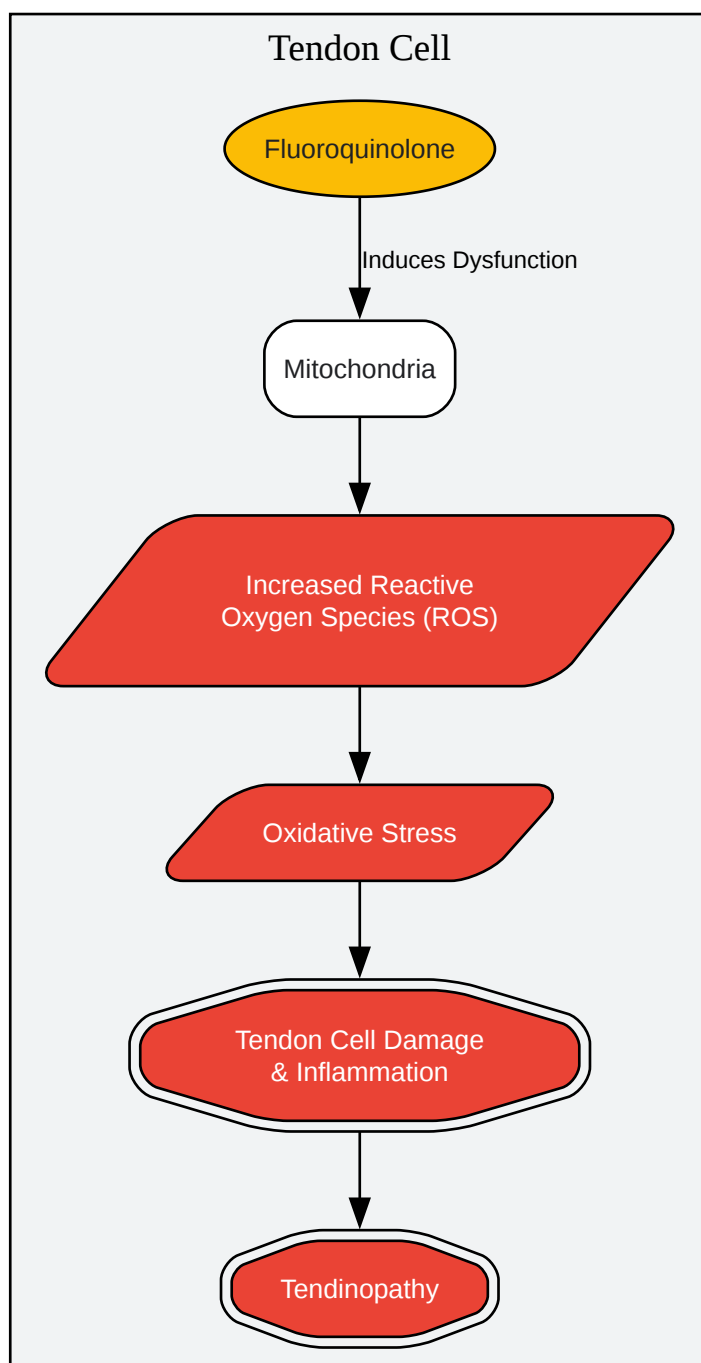 Tendon Cell
Fluoroquinolone
Induces Dysfunction
Mitochondria
Increased Reactive
Oxygen Species (ROS)
Oxidative Stress
Tendon Cell Damage
& Inflammation
Tendinopathy